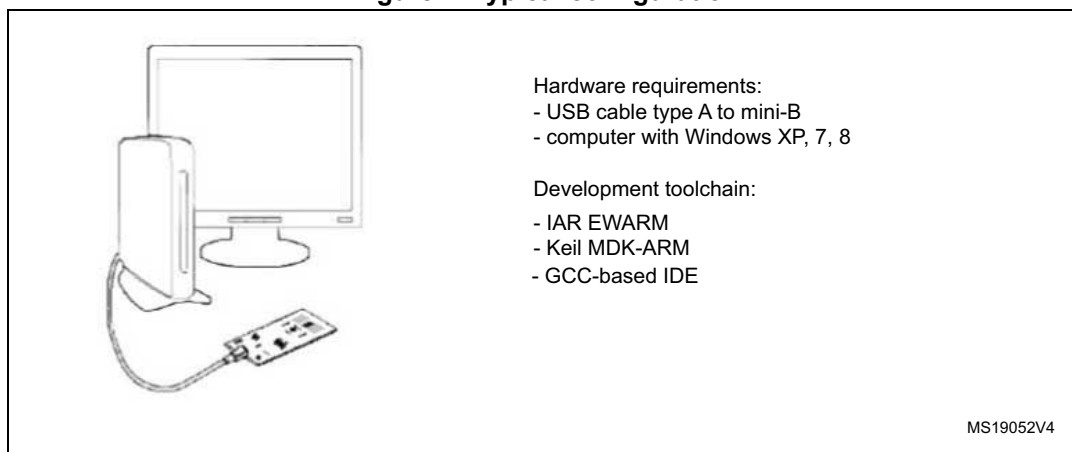 Hardware requirements:
- USB cable type A to mini-B
- computer with Windows XP, 7, 8
Development toolchain:
- IAR EWARM
- Keil MDK-ARM
- GCC-based IDE
MS19052V4